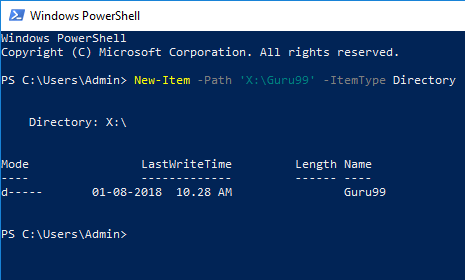 Windows PowerShell
Windows PowerShell
Copyright (C) Microsoft Corporation. All rights reserved.
PS C:\Users\Admin> New-Item -Path 'X:\Guru99' -ItemType Directory
Directory: X:\
Mode LastWriteTime Length Name
---- ------------- ------ ----
d----- 01-08-2018 10.28 AM Guru99
PS C:\Users\Admin>